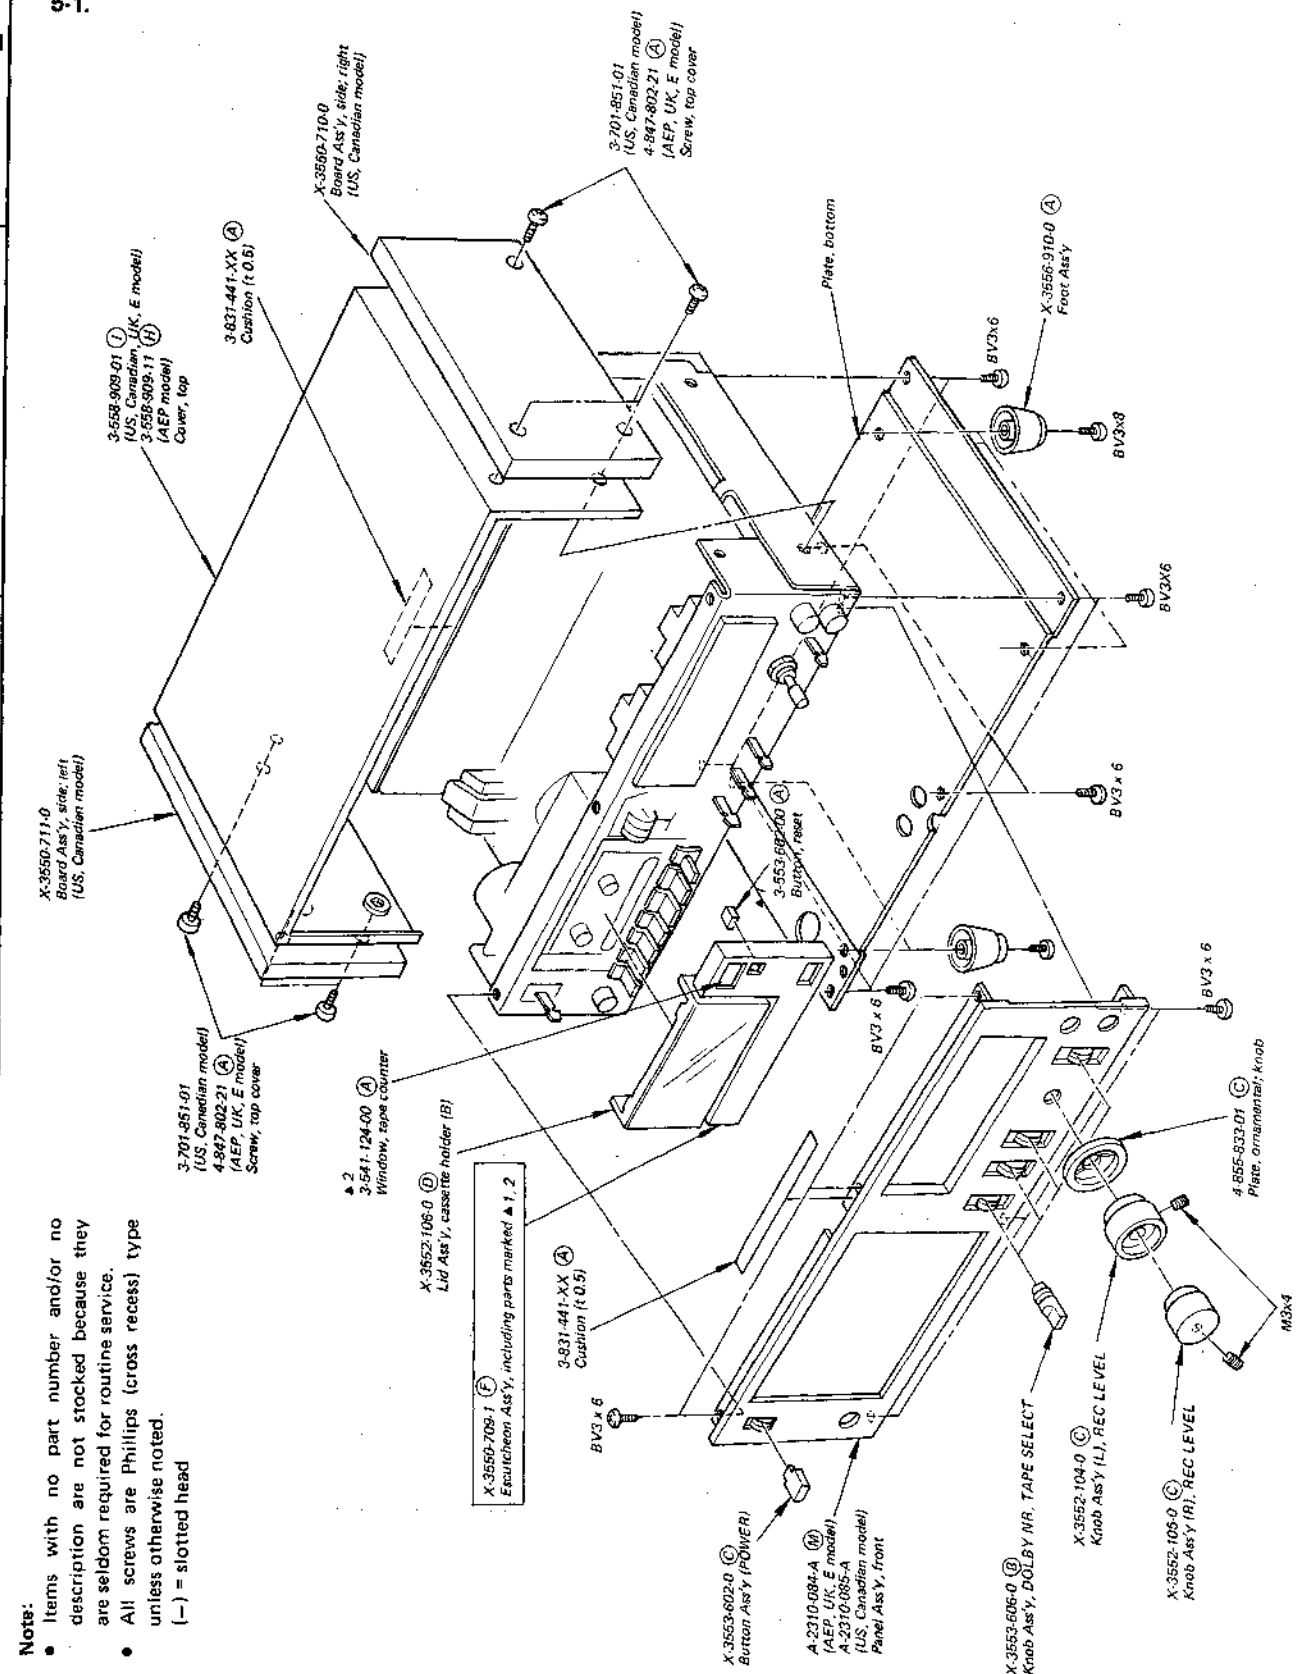 5-1.
Note:
• Items with no part number and/or no
description are not stocked because they
are seldom required for routine service.
• All screws are Phillips (cross recess) type
unless otherwise noted.
(−) = slotted head
X-3550-711-0
Board Ass'y, side; left
(US, Canadian model)
3-558-909-01 Ⓘ
(US, Canadian, UK, E model)
3-558-909-11 Ⓗ
(AEP model)
Cover, top
3-831-441-XX Ⓐ
Cushion (t 0.5)
X-3550-710-0
Board Ass'y, side; right
(US, Canadian model)
3-701-851-01
(US, Canadian model)
4-847-802-21 Ⓐ
(AEP, UK, E model)
Screw, top cover
3-701-851-01
(US, Canadian model)
4-847-802-21 Ⓐ
(AEP, UK, E model)
Screw, top cover
▲2
3-541-124-00 Ⓐ
Window, tape counter
X-3552-106-0 Ⓓ
Lid Ass'y, cassette holder (B)
X-3550-709-1 Ⓕ
Escutcheon Ass'y, including parts marked ▲1, 2
3-831-441-XX Ⓐ
Cushion (t 0.5)
▲1
3-553-682-00 Ⓐ
Button, reset
Plate, bottom
X-3556-910-0 Ⓐ
Foot Ass'y
BV3x6
BV3x8
BV3X6
BV3 x 6
BV3 x 6
BV3 x 6
BV3 x 6
X-3553-602-0 Ⓒ
Button Ass'y (POWER)
A-2310-084-A Ⓜ
(AEP, UK, E model)
A-2310-085-A
(US, Canadian model)
Panel Ass'y, front
X-3553-606-0 Ⓑ
Knob Ass'y, DOLBY NR, TAPE SELECT
X-3552-104-0 Ⓒ
Knob Ass'y (L), REC LEVEL
X-3552-105-0 Ⓒ
Knob Ass'y (R), REC LEVEL
M3x4
4-855-833-01 Ⓒ
Plate, ornamental; knob